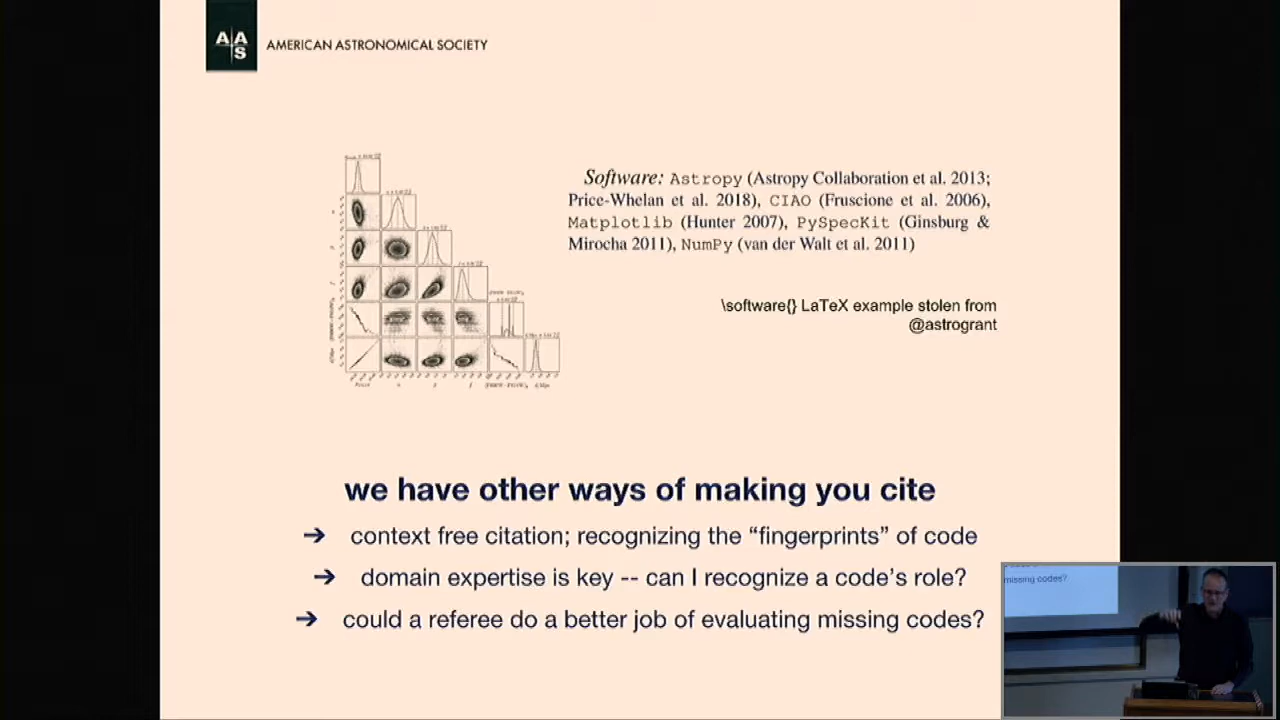 AAS
AMERICAN ASTRONOMICAL SOCIETY
Software: Astropy (Astropy Collaboration et al. 2013;
Price-Whelan et al. 2018), CIAO (Fruscione et al. 2006),
Matplotlib (Hunter 2007), PySpecKit (Ginsburg &
Mirocha 2011), NumPy (van der Walt et al. 2011)
\software{} LaTeX example stolen from
@astrogrant
we have other ways of making you cite
➔ context free citation; recognizing the “fingerprints” of code
➔ domain expertise is key -- can I recognize a code’s role?
➔ could a referee do a better job of evaluating missing codes?
missing codes?